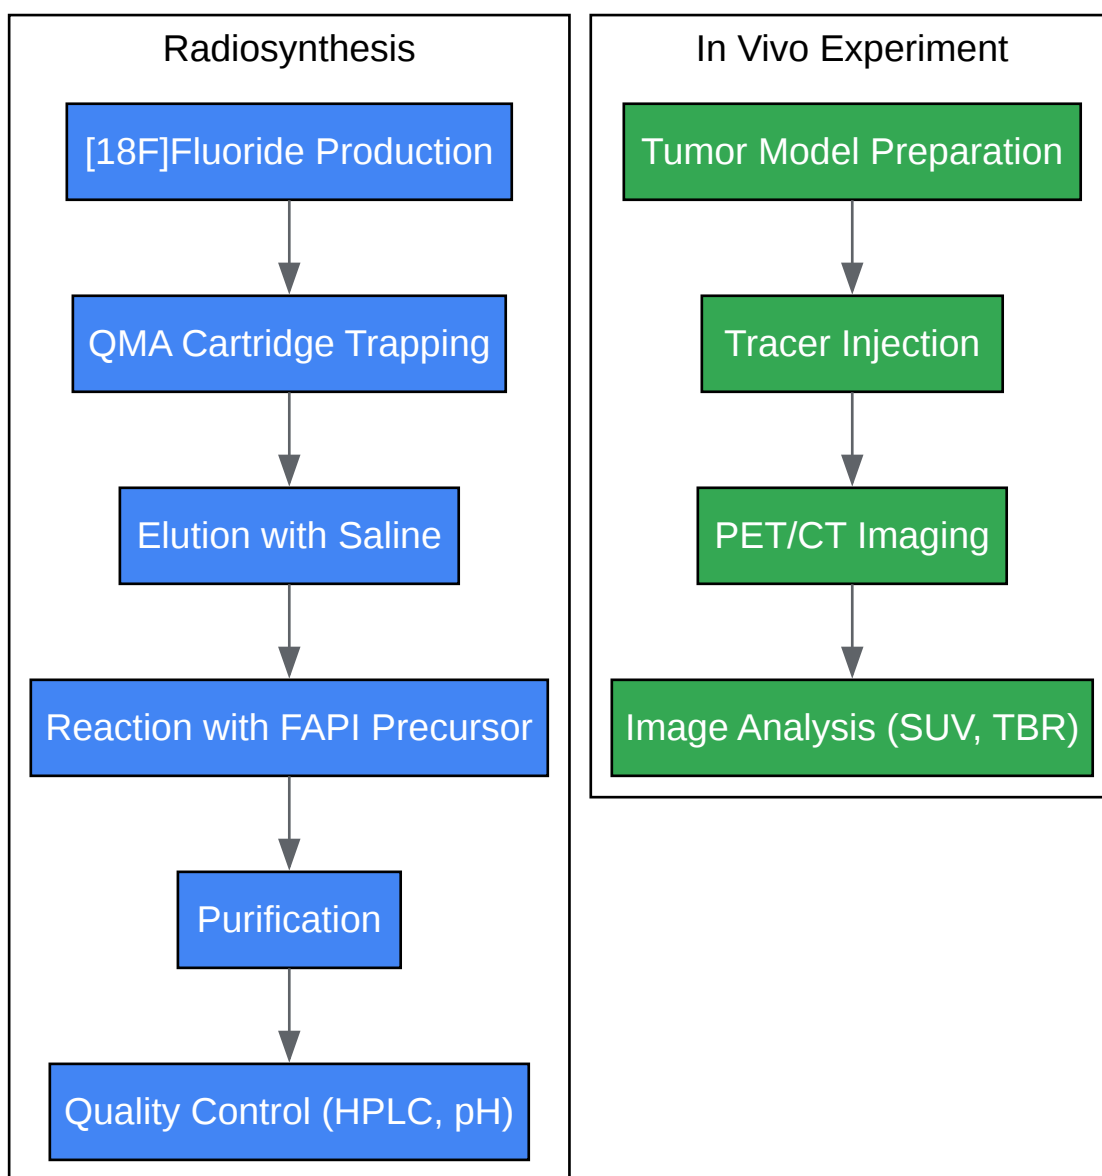 Radiosynthesis
[18F]Fluoride Production
QMA Cartridge Trapping
Elution with Saline
Reaction with FAPI Precursor
Purification
Quality Control (HPLC, pH)
In Vivo Experiment
Tumor Model Preparation
Tracer Injection
PET/CT Imaging
Image Analysis (SUV, TBR)